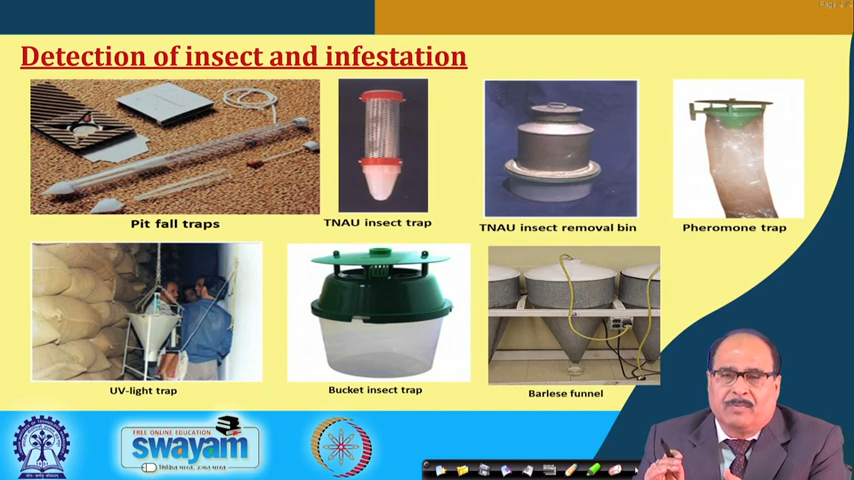 Detection of insect and infestation
Pit fall traps
TNAU insect trap
TNAU insect removal bin
Pheromone trap
UV-light trap
Bucket insect trap
Barlese funnel
FREE ONLINE EDUCATION
swayam